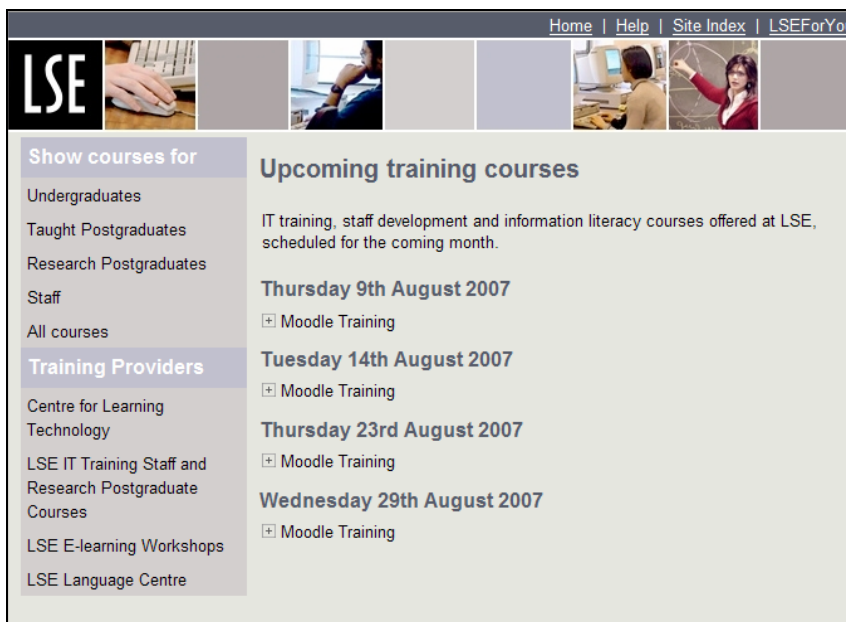 Home | Help | Site Index | LSEForYou
LSE
Show courses for
Undergraduates
Taught Postgraduates
Research Postgraduates
Staff
All courses
Training Providers
Centre for Learning
Technology
LSE IT Training Staff and
Research Postgraduate
Courses
LSE E-learning Workshops
LSE Language Centre
Upcoming training courses
IT training, staff development and information literacy courses offered at LSE,
scheduled for the coming month.
Thursday 9th August 2007
Moodle Training
Tuesday 14th August 2007
Moodle Training
Thursday 23rd August 2007
Moodle Training
Wednesday 29th August 2007
Moodle Training